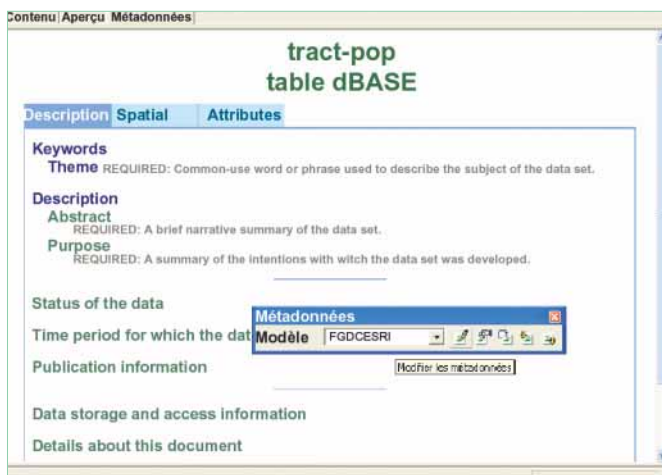 Contenu Aperçu Métadonnées
tract-pop
table dBASE
Description Spatial Attributes
Keywords
Theme REQUIRED: Common-use word or phrase used to describe the subject of the data set.
Description
Abstract
REQUIRED: A brief narrative summary of the data set.
Purpose
REQUIRED: A summary of the intentions with witch the data set was developed.
Status of the data
Métadonnées
Time period for which the dat
Modèle FGDCESRI
Publication information
Modifier les métadonnées
Data storage and access information
Details about this document